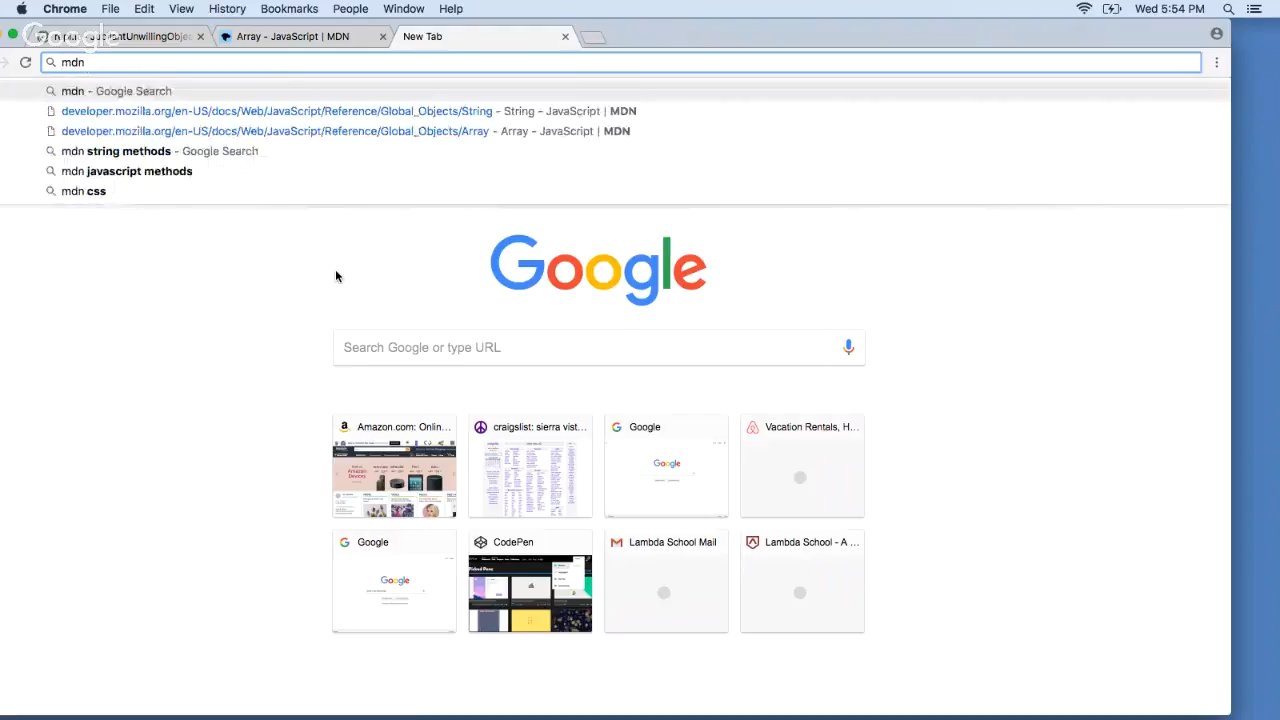 Chrome File Edit View History Bookmarks People Window Help Wed 5:54 PM
Google Array - JavaScript | MDN New Tab
mdn
mdn - Google Search
developer.mozilla.org/en-US/docs/Web/JavaScript/Reference/Global_Objects/String - String - JavaScript | MDN
developer.mozilla.org/en-US/docs/Web/JavaScript/Reference/Global_Objects/Array - Array - JavaScript | MDN
mdn string methods - Google Search
mdn javascript methods
mdn css
Google
Search Google or type URL
Amazon.com: Onlin... craigslist: sierra vist... Google Vacation Rentals, H...
Google
Google CodePen Lambda School Mail Lambda School - A ...
Google